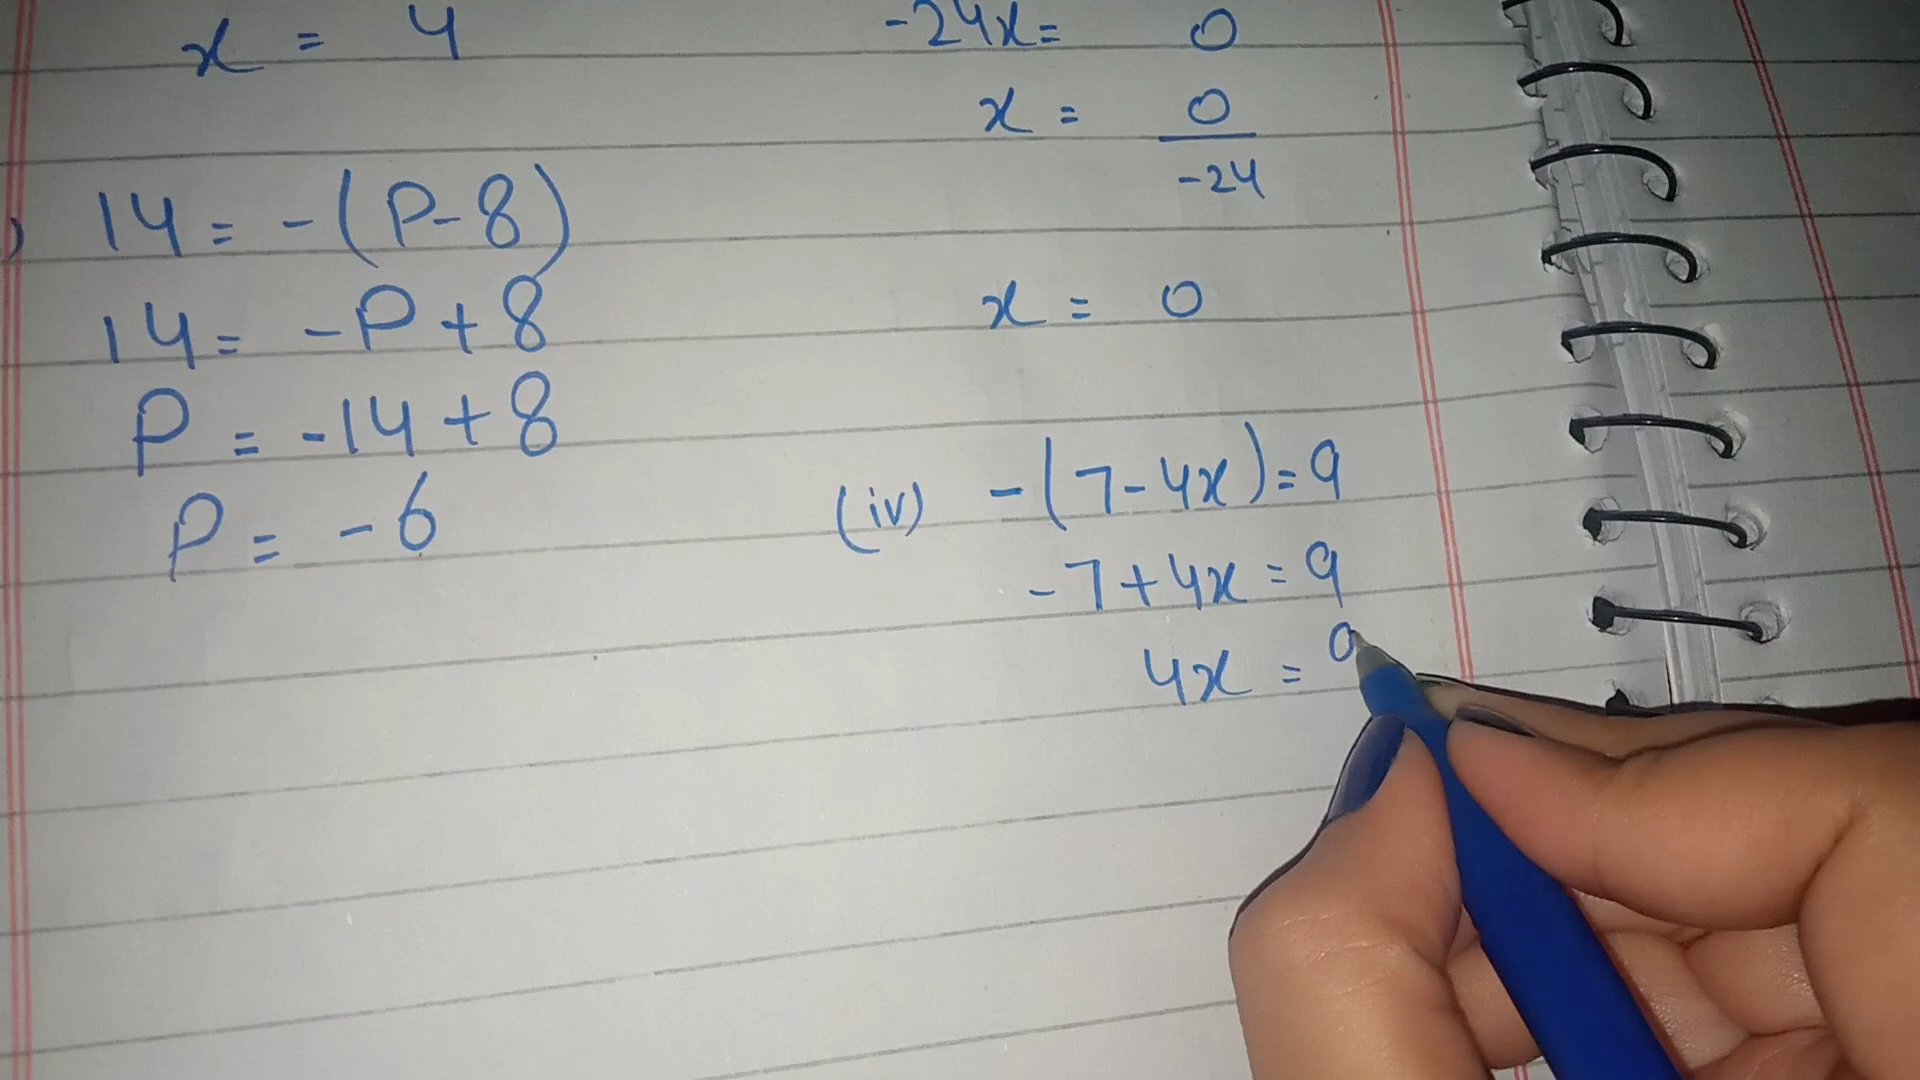 x = 4
14 = -(P-8)
14 = -P + 8
P = -14 + 8
P = -6
-24x = 0
x = 0
-24
x = 0
(iv) -(7-4x) = 9
-7+4x = 9
4x = 9